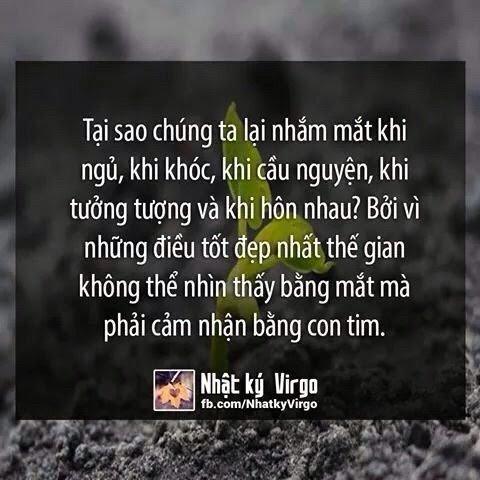 Tại sao chúng ta lại nhắm mắt khi
ngủ, khi khóc, khi cầu nguyện, khi
tưởng tượng và khi hôn nhau? Bởi vì
những điều tốt đẹp nhất thế gian
không thể nhìn thấy bằng mắt mà
phải cảm nhận bằng con tim.
Nhật ký Virgo
fb.com/NhatkyVirgo